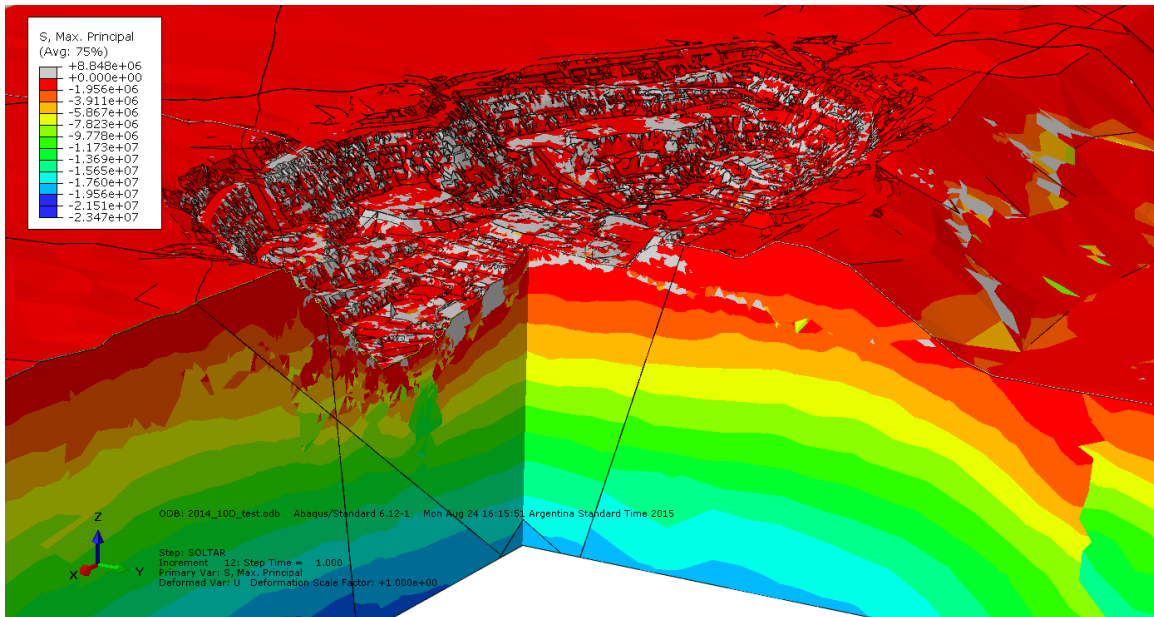 S, Max. Principal
(Avg: 75%)
+8.848e+06
+0.000e+00
-1.956e+06
-3.911e+06
-5.867e+06
-7.823e+06
-9.778e+06
-1.173e+07
-1.369e+07
-1.565e+07
-1.760e+07
-1.956e+07
-2.151e+07
-2.347e+07
ODB: 2014_10D_test.odb Abaqus/Standard 6.12-1 Mon Aug 24 16:15:51 Argentina Standard Time 2015
Z
Y
X
Step: SOLTAR
Increment 12: Step Time = 1.000
Primary Var: S, Max. Principal
Deformed Var: U Deformation Scale Factor: +1.000e+00